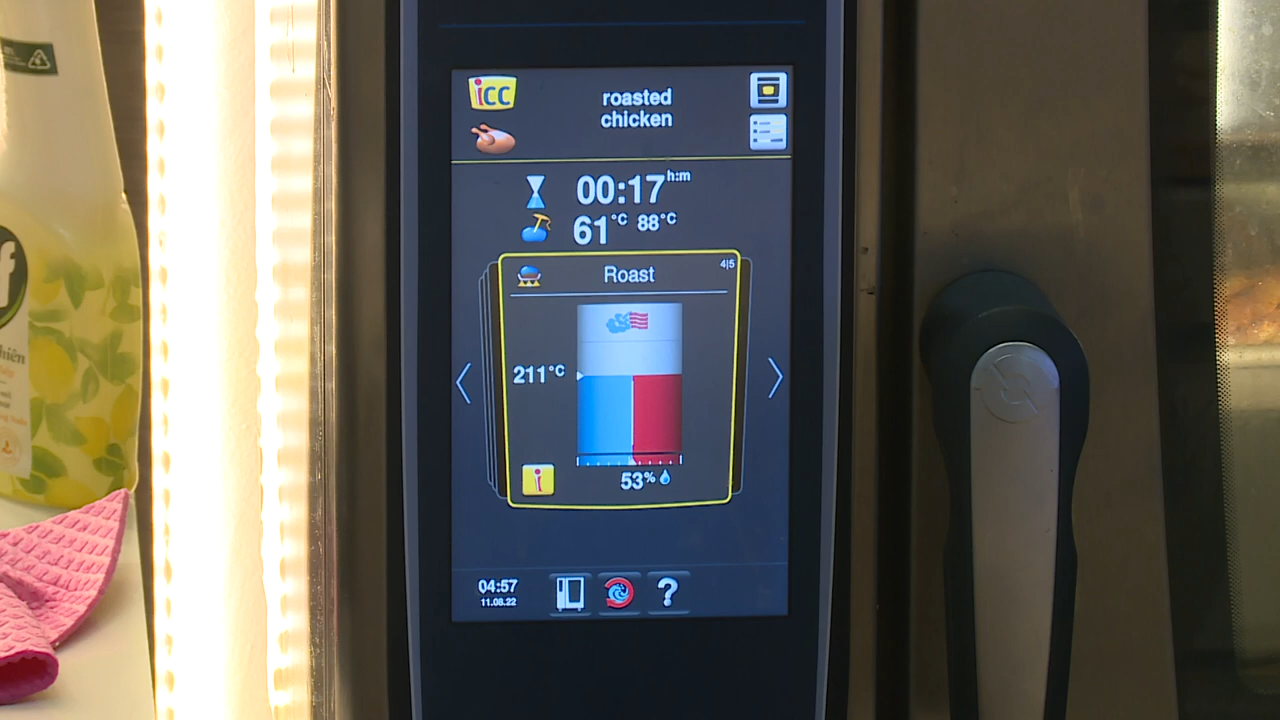 icc
roasted
chicken
00:17 h:m
61°C 88°C
Roast
4|5
211°C
i
53%
04:57
11.08.22
?
f